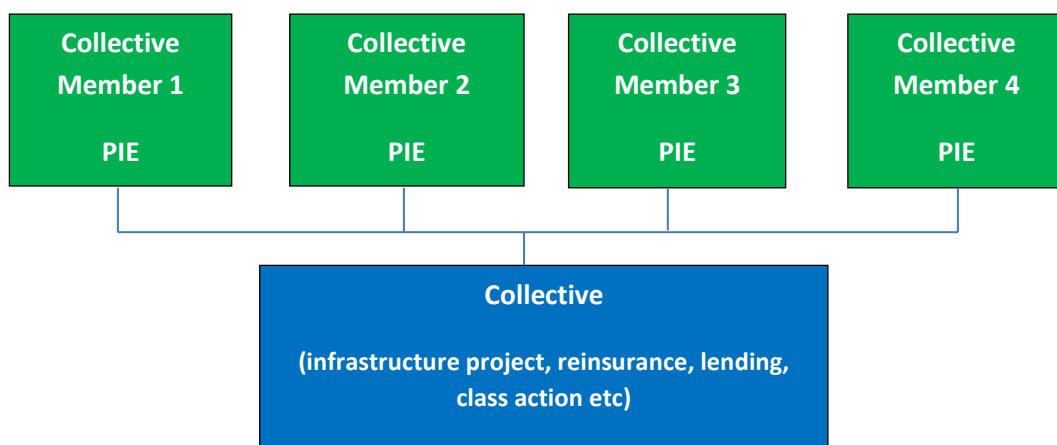 Collective
Member 1
PIE
Collective
Member 2
PIE
Collective
Member 3
PIE
Collective
Member 4
PIE
Collective
(infrastructure project, reinsurance, lending,
class action etc)